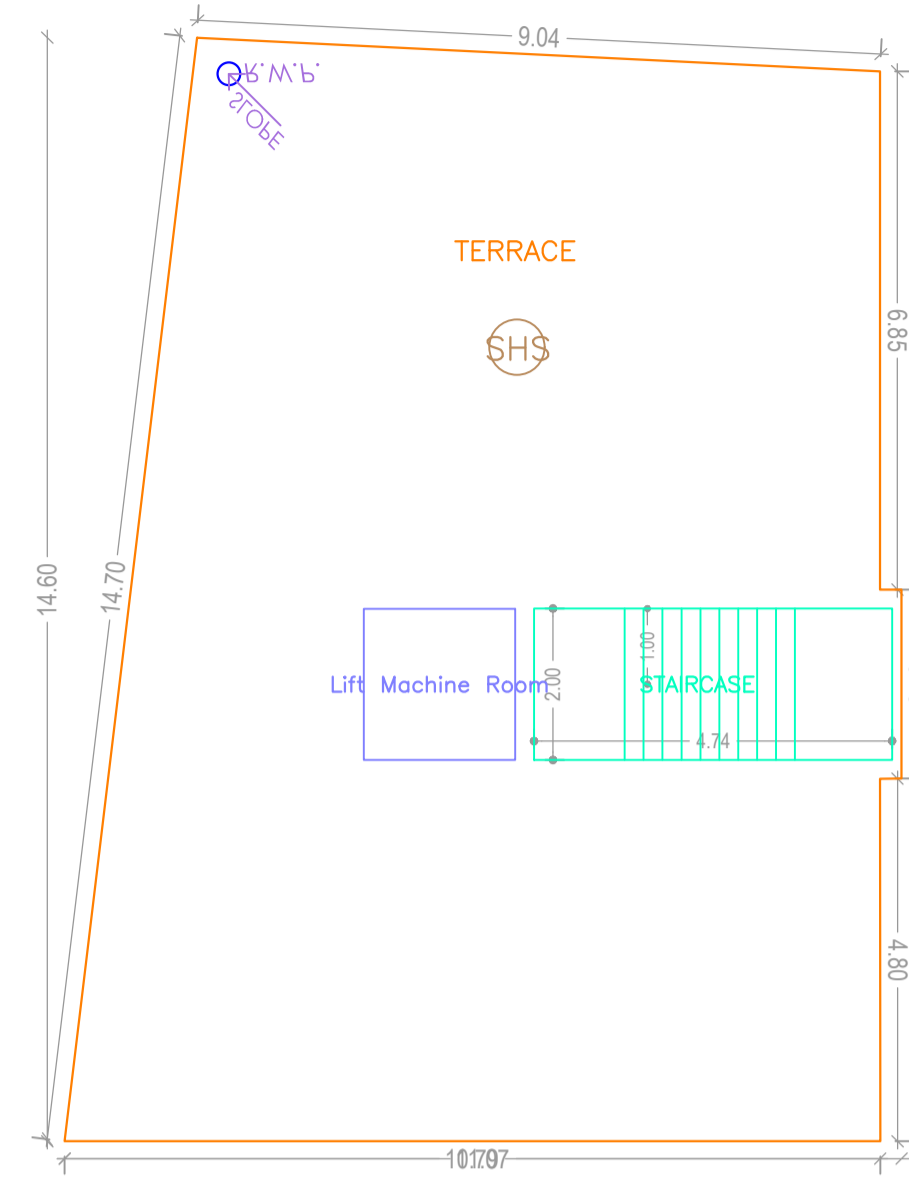 9.04
R.W.P.
SLOPE
TERRACE
6.85
SHS
14.60
14.70
1.00
Lift Machine Room
2.00
STAIRCASE
4.74
4.80